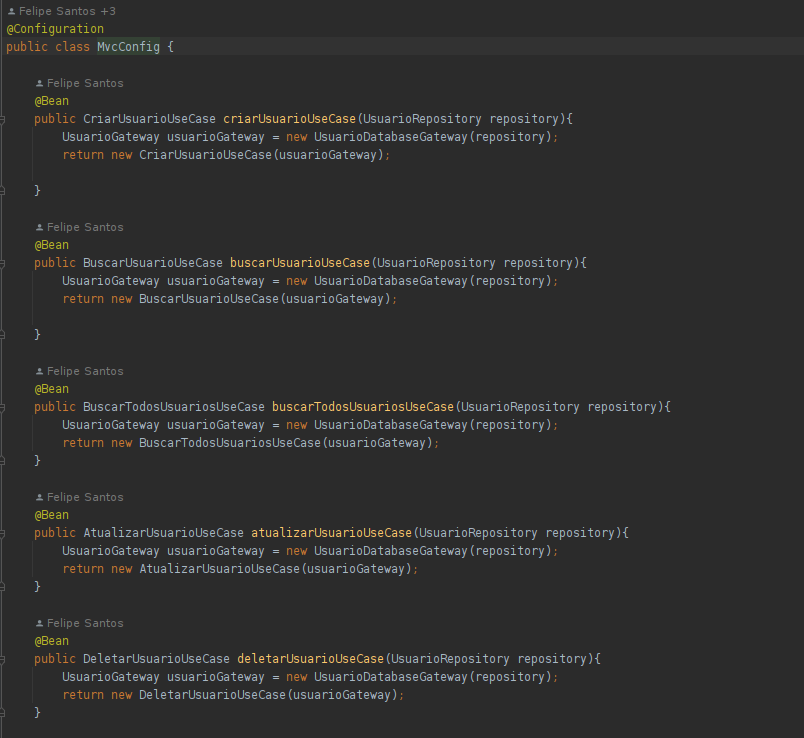 Felipe Santos +3
@Configuration
public class MvcConfig {
Felipe Santos
@Bean
public CriarUsuarioUseCase criarUsuarioUseCase(UsuarioRepository repository){
UsuarioGateway usuarioGateway = new UsuarioDatabaseGateway(repository);
return new CriarUsuarioUseCase(usuarioGateway);
}
Felipe Santos
@Bean
public BuscarUsuarioUseCase buscarUsuarioUseCase(UsuarioRepository repository){
UsuarioGateway usuarioGateway = new UsuarioDatabaseGateway(repository);
return new BuscarUsuarioUseCase(usuarioGateway);
}
Felipe Santos
@Bean
public BuscarTodosUsuariosUseCase buscarTodosUsuariosUseCase(UsuarioRepository repository){
UsuarioGateway usuarioGateway = new UsuarioDatabaseGateway(repository);
return new BuscarTodosUsuariosUseCase(usuarioGateway);
}
Felipe Santos
@Bean
public AtualizarUsuarioUseCase atualizarUsuarioUseCase(UsuarioRepository repository){
UsuarioGateway usuarioGateway = new UsuarioDatabaseGateway(repository);
return new AtualizarUsuarioUseCase(usuarioGateway);
}
Felipe Santos
@Bean
public DeletarUsuarioUseCase deletarUsuarioUseCase(UsuarioRepository repository){
UsuarioGateway usuarioGateway = new UsuarioDatabaseGateway(repository);
return new DeletarUsuarioUseCase(usuarioGateway);
}